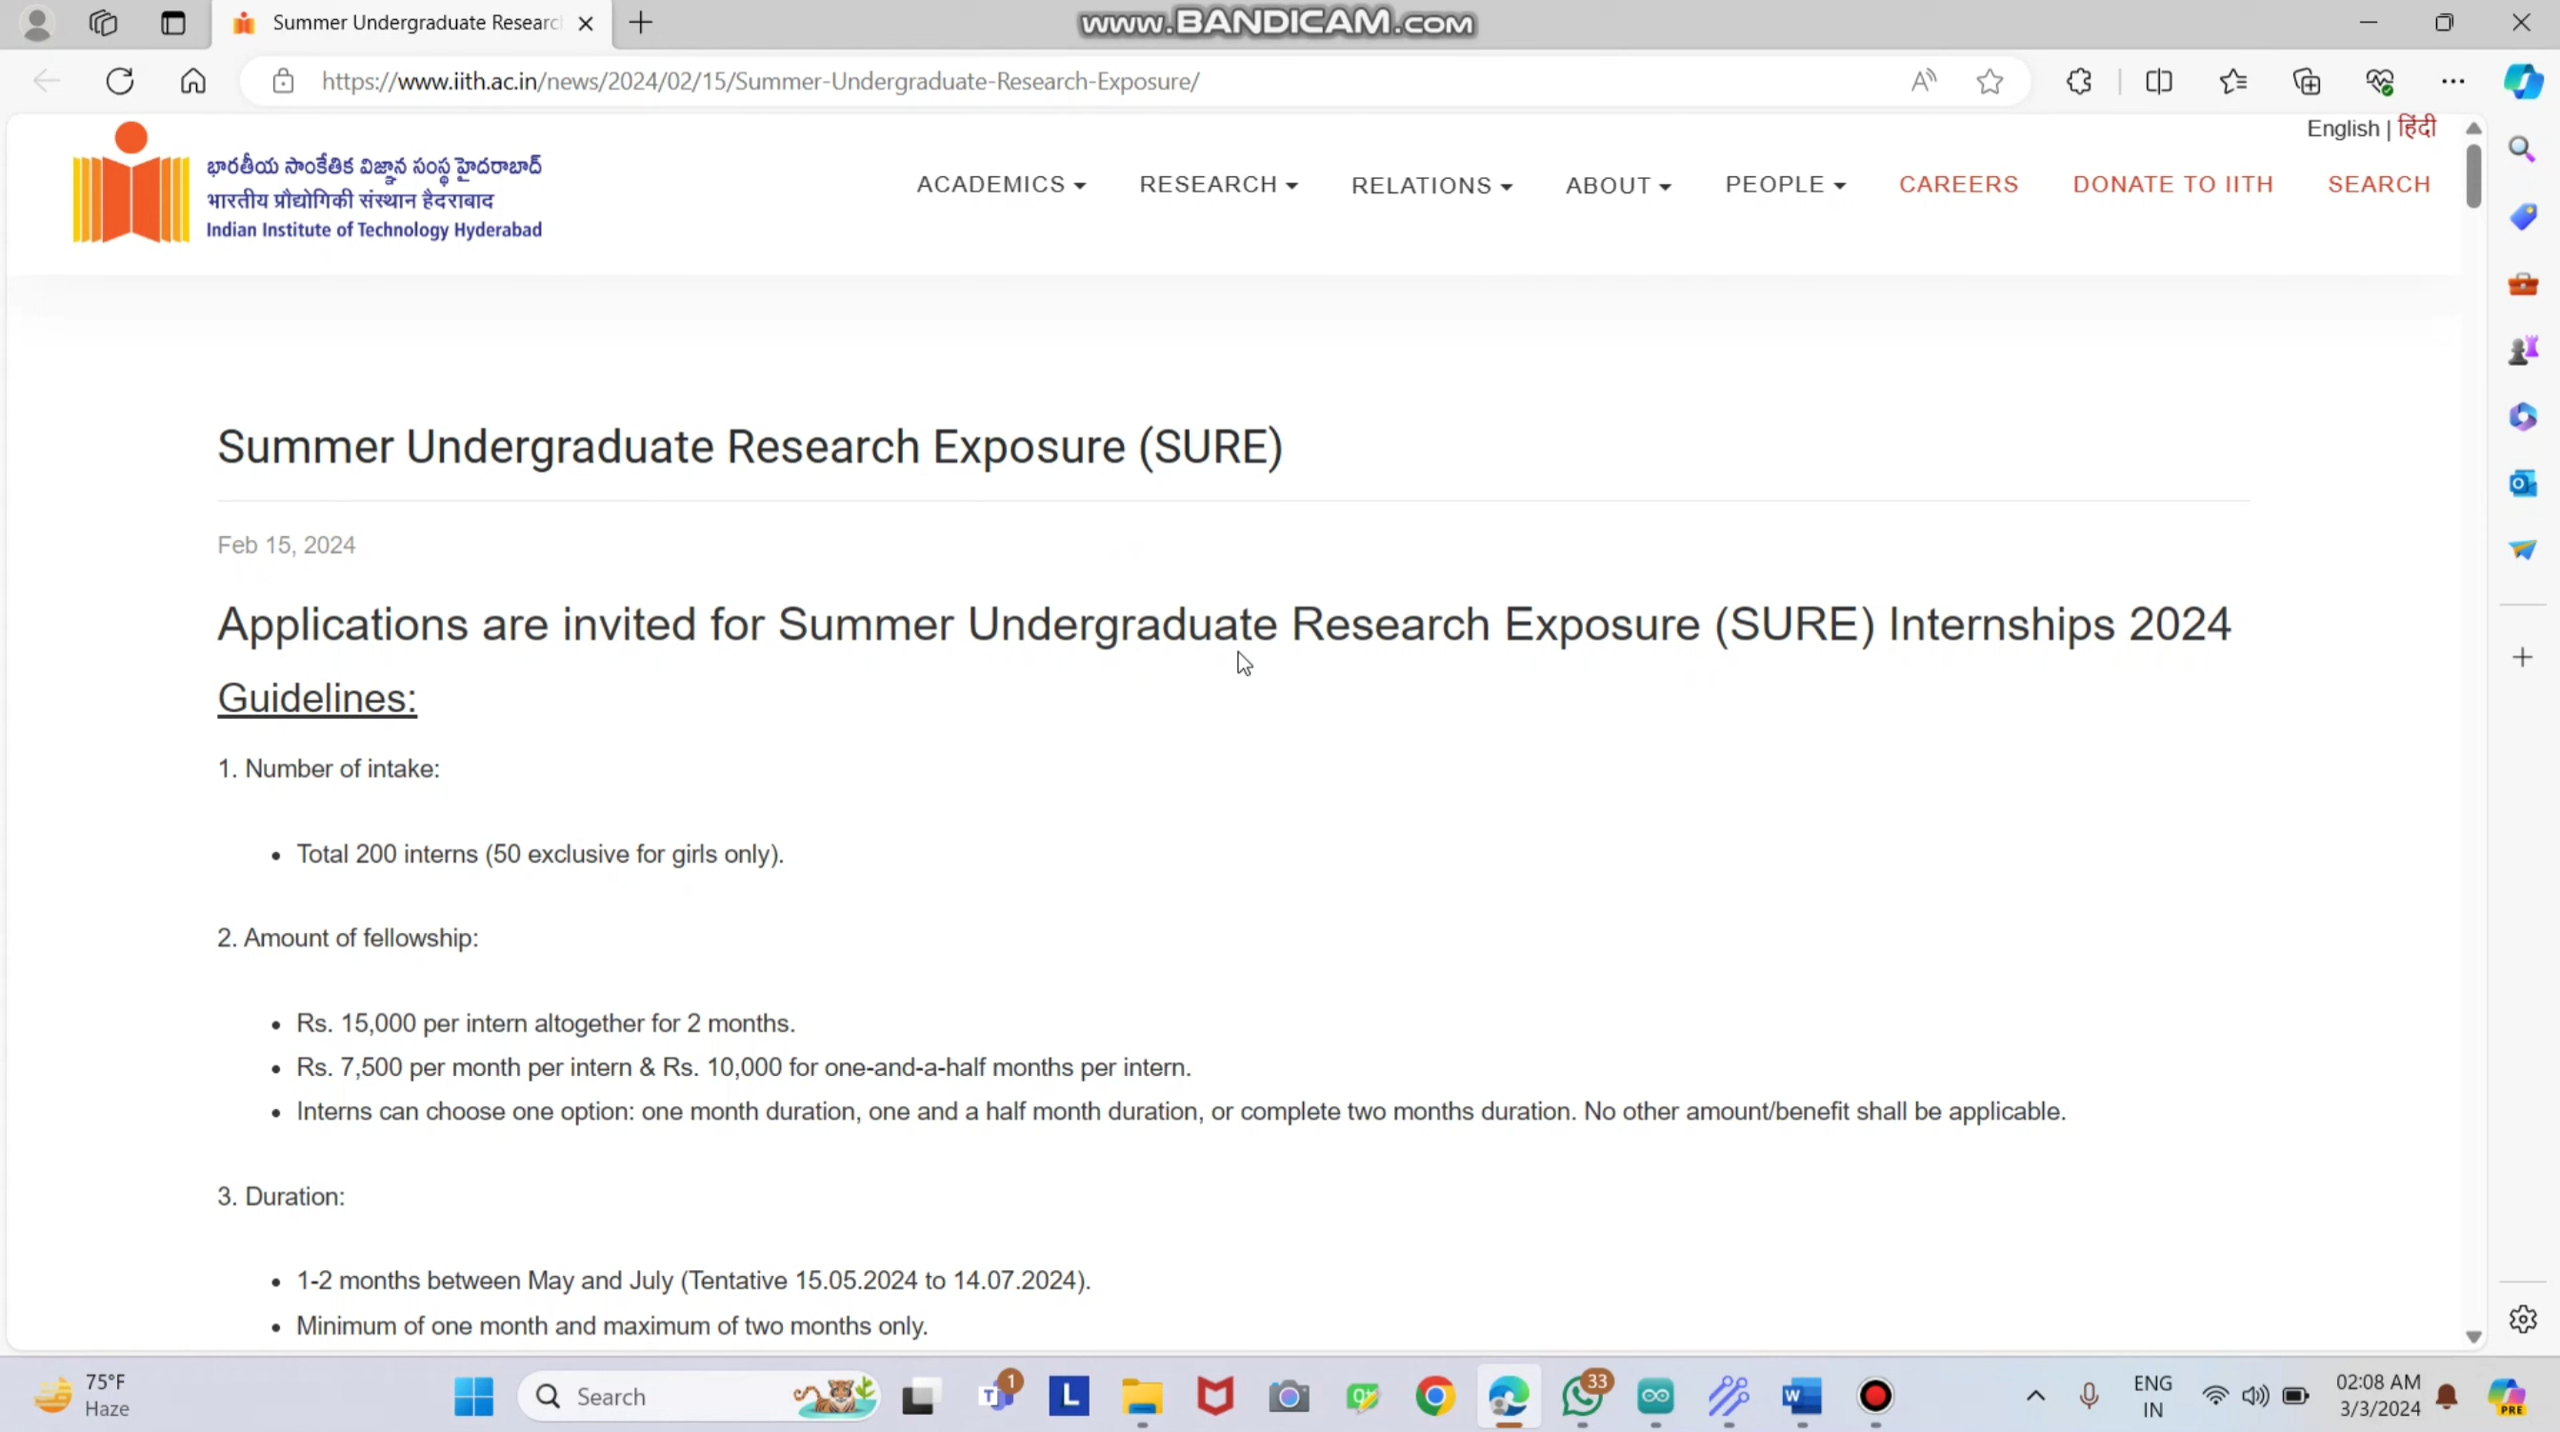 Summer Undergraduate Researc
www.BANDICAM.com
https://www.iith.ac.in/news/2024/02/15/Summer-Undergraduate-Research-Exposure/
English | हिंदी
భారతీయ సాంకేతిక విజ్ఞాన సంస్థ హైదరాబాద్
भारतीय प्रौद्योगिकी संस्थान हैदराबाद
Indian Institute of Technology Hyderabad
ACADEMICS RESEARCH RELATIONS ABOUT PEOPLE CAREERS DONATE TO IITH SEARCH
Summer Undergraduate Research Exposure (SURE)
Feb 15, 2024
Applications are invited for Summer Undergraduate Research Exposure (SURE) Internships 2024
Guidelines:
1. Number of intake:
• Total 200 interns (50 exclusive for girls only).
2. Amount of fellowship:
• Rs. 15,000 per intern altogether for 2 months.
• Rs. 7,500 per month per intern & Rs. 10,000 for one-and-a-half months per intern.
• Interns can choose one option: one month duration, one and a half month duration, or complete two months duration. No other amount/benefit shall be applicable.
3. Duration:
• 1-2 months between May and July (Tentative 15.05.2024 to 14.07.2024).
• Minimum of one month and maximum of two months only.
75°F
Haze
Search
1
L
33
W
ENG
IN
02:08 AM
3/3/2024
PRE